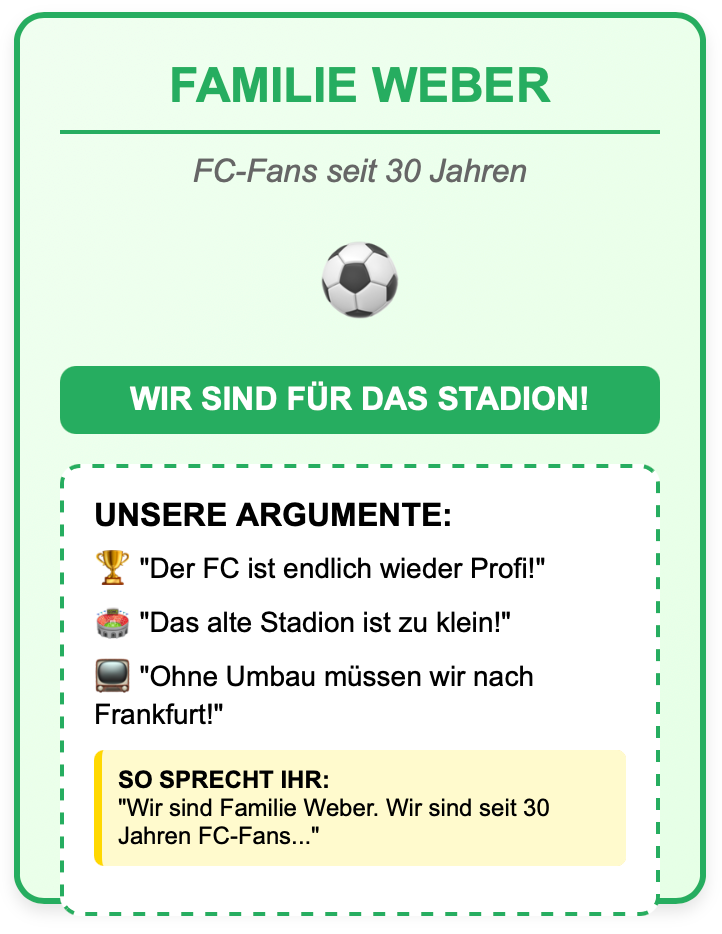 FAMILIE WEBER
FC-Fans seit 30 Jahren
WIR SIND FÜR DAS STADION!
UNSERE ARGUMENTE:
"Der FC ist endlich wieder Profi!"
"Das alte Stadion ist zu klein!"
"Ohne Umbau müssen wir nach
Frankfurt!"
SO SPRECHT IHR:
"Wir sind Familie Weber. Wir sind seit 30
Jahren FC-Fans..."